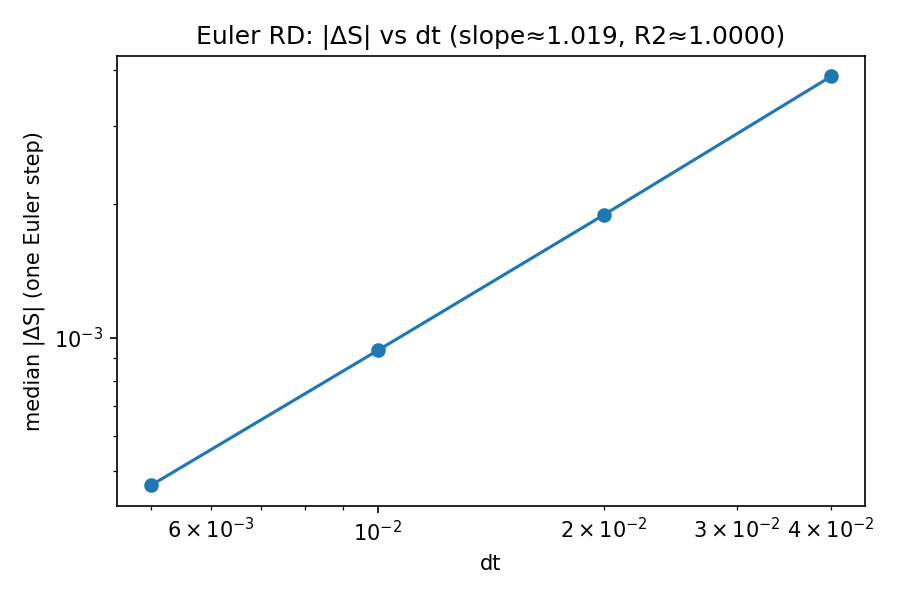 Euler RD: |ΔS| vs dt (slope≈1.019, R2≈1.0000)
median |ΔS| (one Euler step)
10⁻³
6 × 10⁻³ 10⁻² 2 × 10⁻² 3 × 10⁻² 4 × 10⁻²
dt